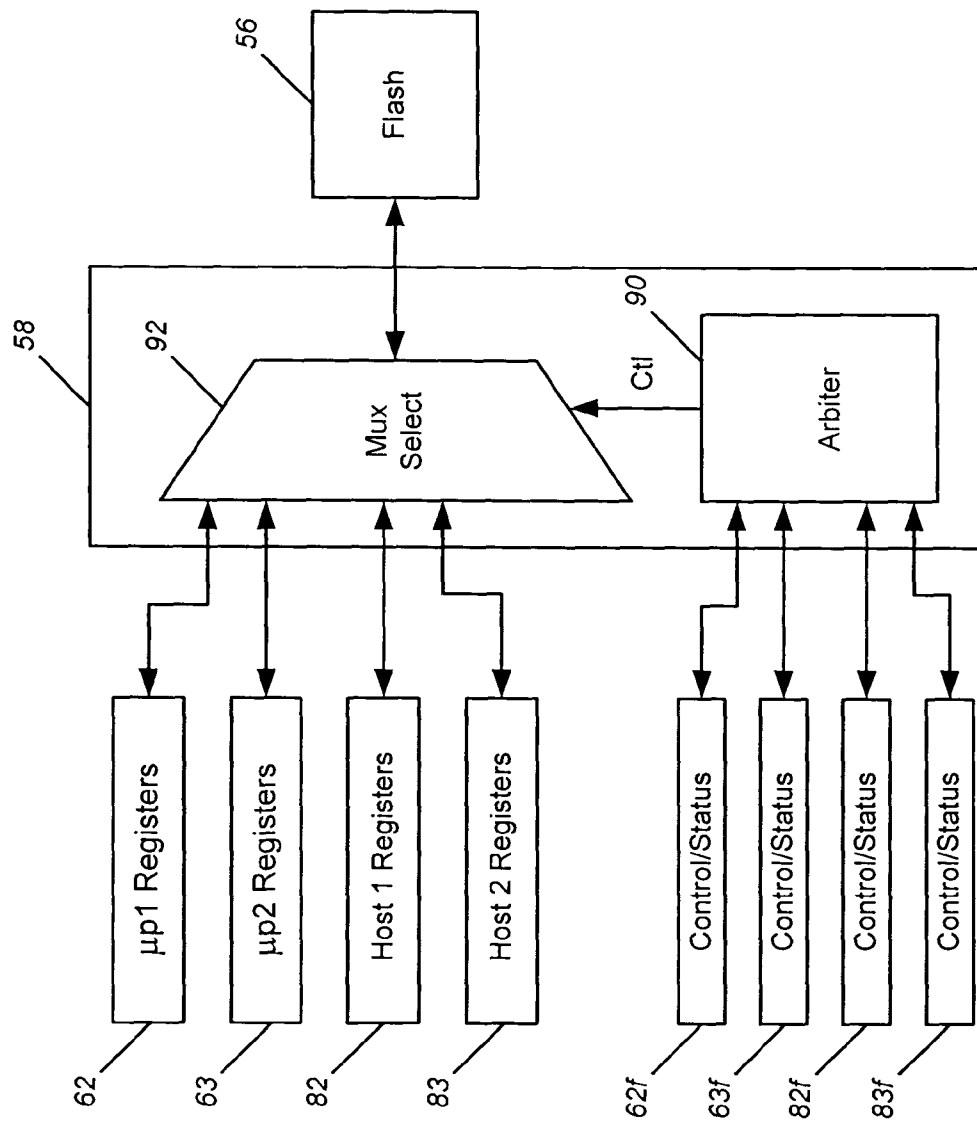 62
μp1 Registers
63
μp2 Registers
82
Host 1 Registers
83
Host 2 Registers
58
92
Mux
Select
56
Flash
62f
Control/Status
63f
Control/Status
82f
Control/Status
83f
Control/Status
Ctl
90
Arbiter